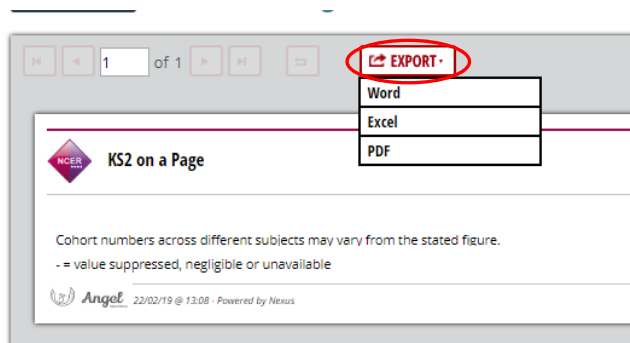 1 of 1 EXPORT
Word
Excel
PDF
NCER
KS2 on a Page
Cohort numbers across different subjects may vary from the stated figure.
- = value suppressed, negligible or unavailable
Angel 22/02/19 @ 13:08 - Powered by Nexus